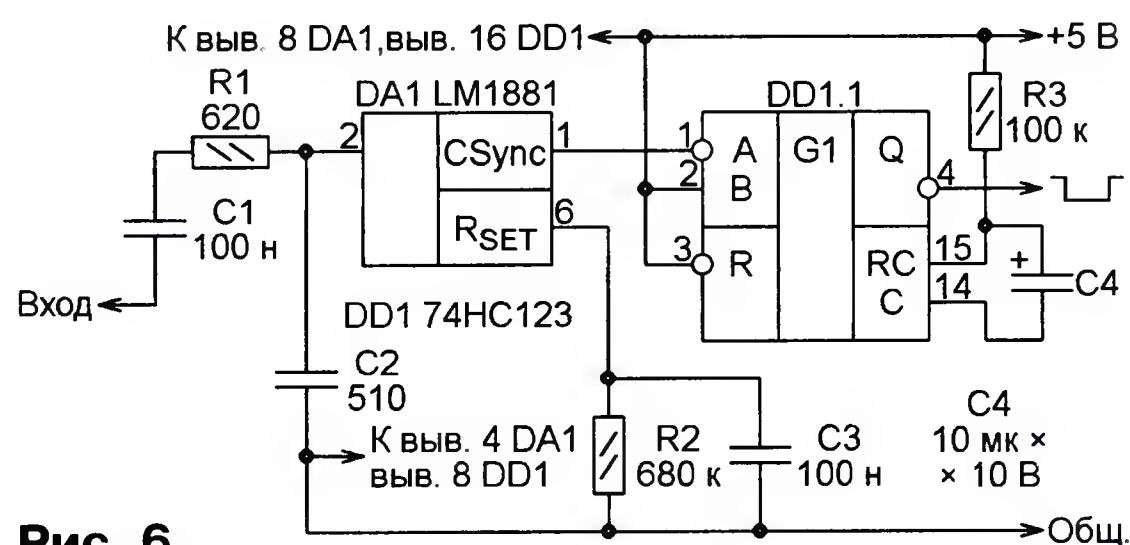 К выв. 8 DA1,выв. 16 DD1
+5 В
R1
620
DA1 LM1881
DD1.1
R3
100 к
2
CSync
1
1
A
G1
Q
2
B
4
C1
100 н
RSET
6
3
R
RC
15
+
C
14
C4
Вход
DD1 74HC123
C2
510
C4
10 мк ×
× 10 В
К выв. 4 DA1
выв. 8 DD1
R2
680 к
C3
100 н
Рис. 6
Общ.